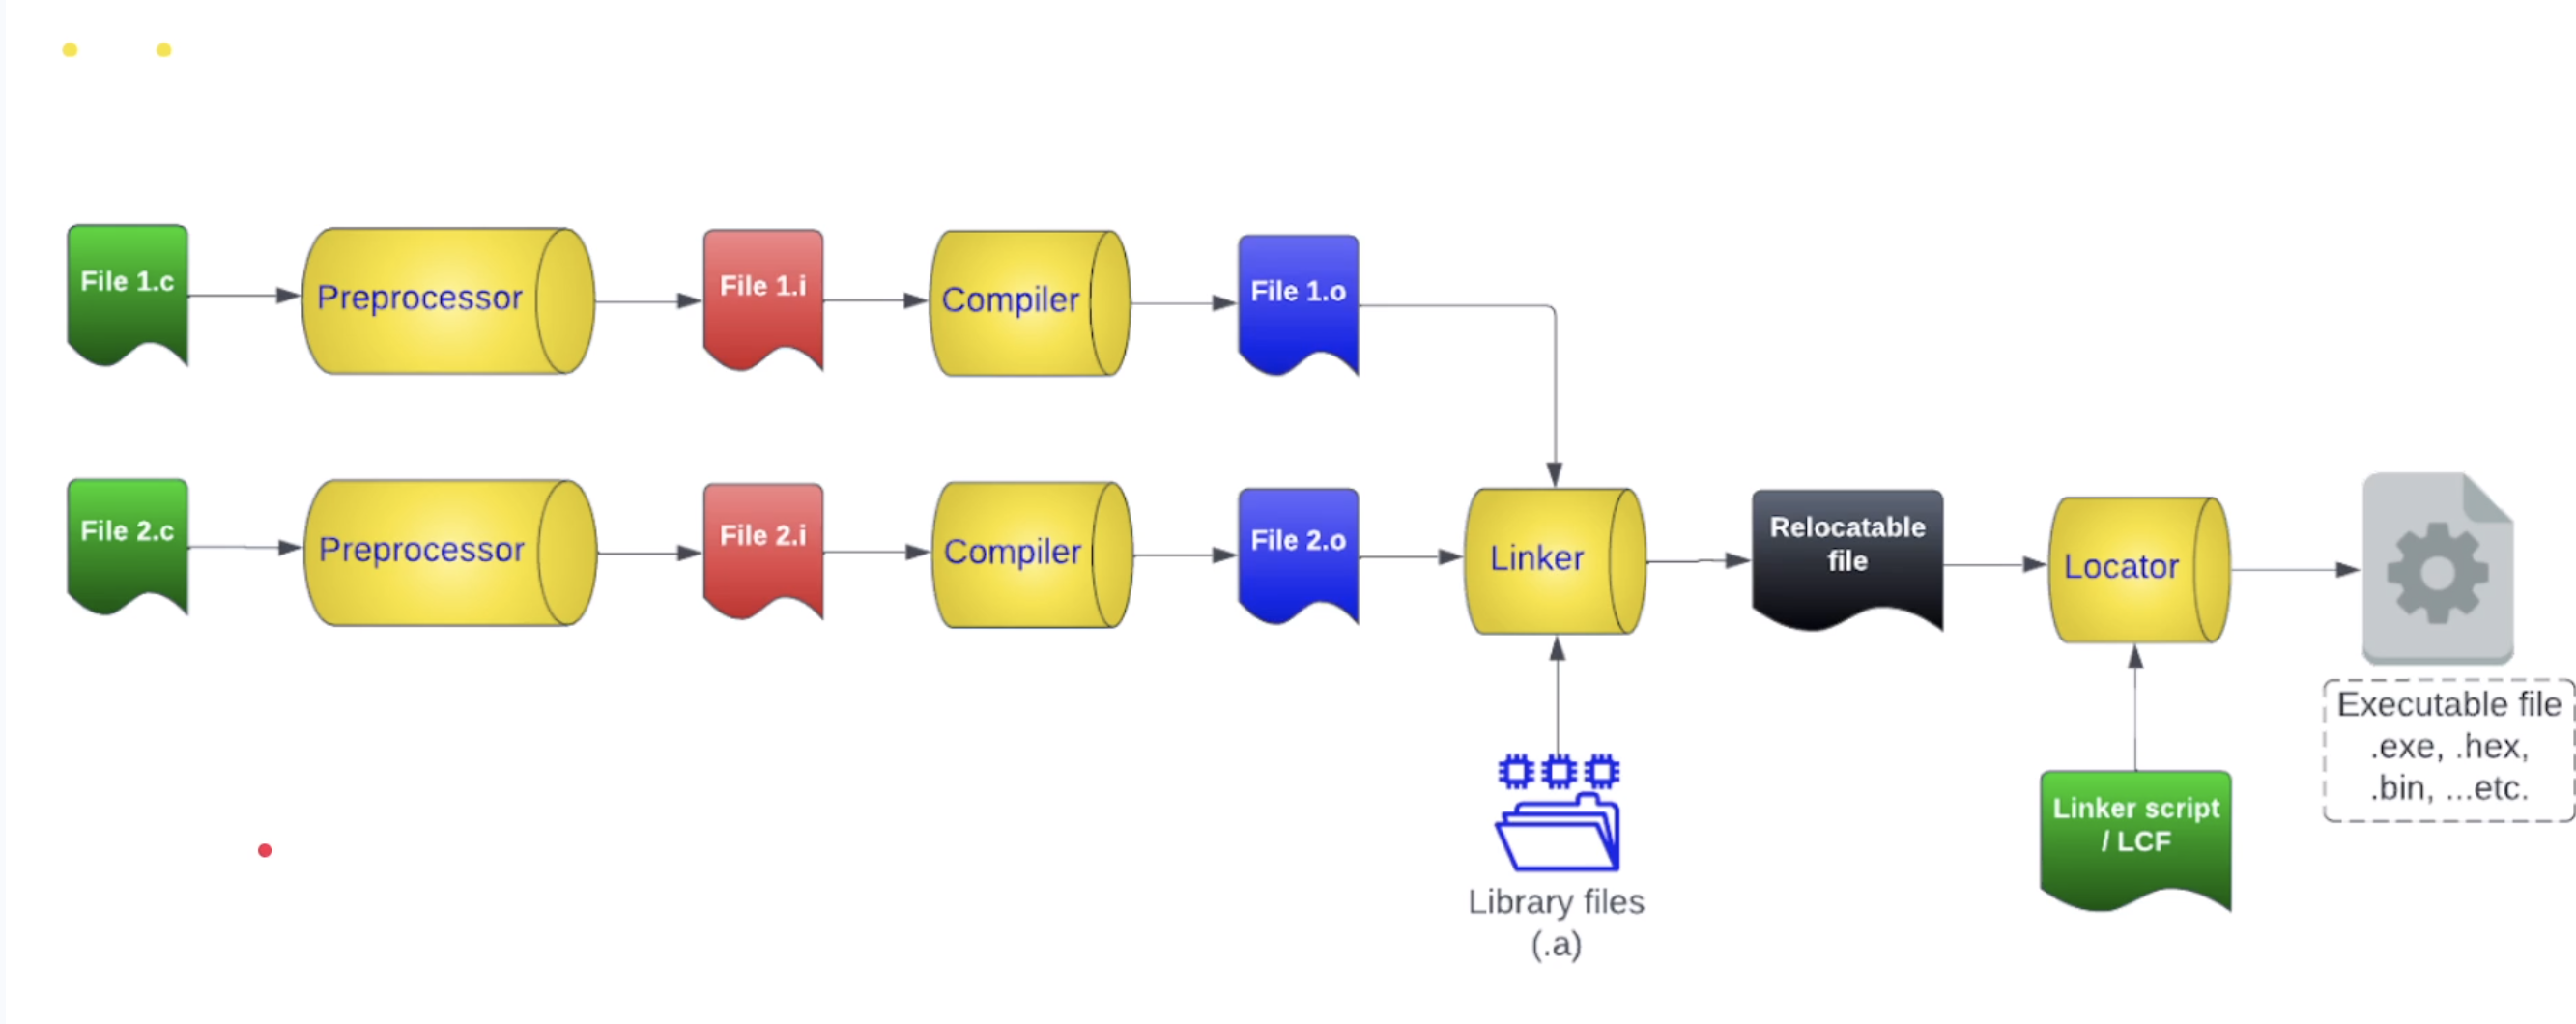 File 1.c
Preprocessor
File 1.i
Compiler
File 1.o
File 2.c
Preprocessor
File 2.i
Compiler
File 2.o
Linker
Relocatable
file
Locator
Executable file
.exe, .hex,
.bin, ...etc.
Library files
(.a)
Linker script
/ LCF